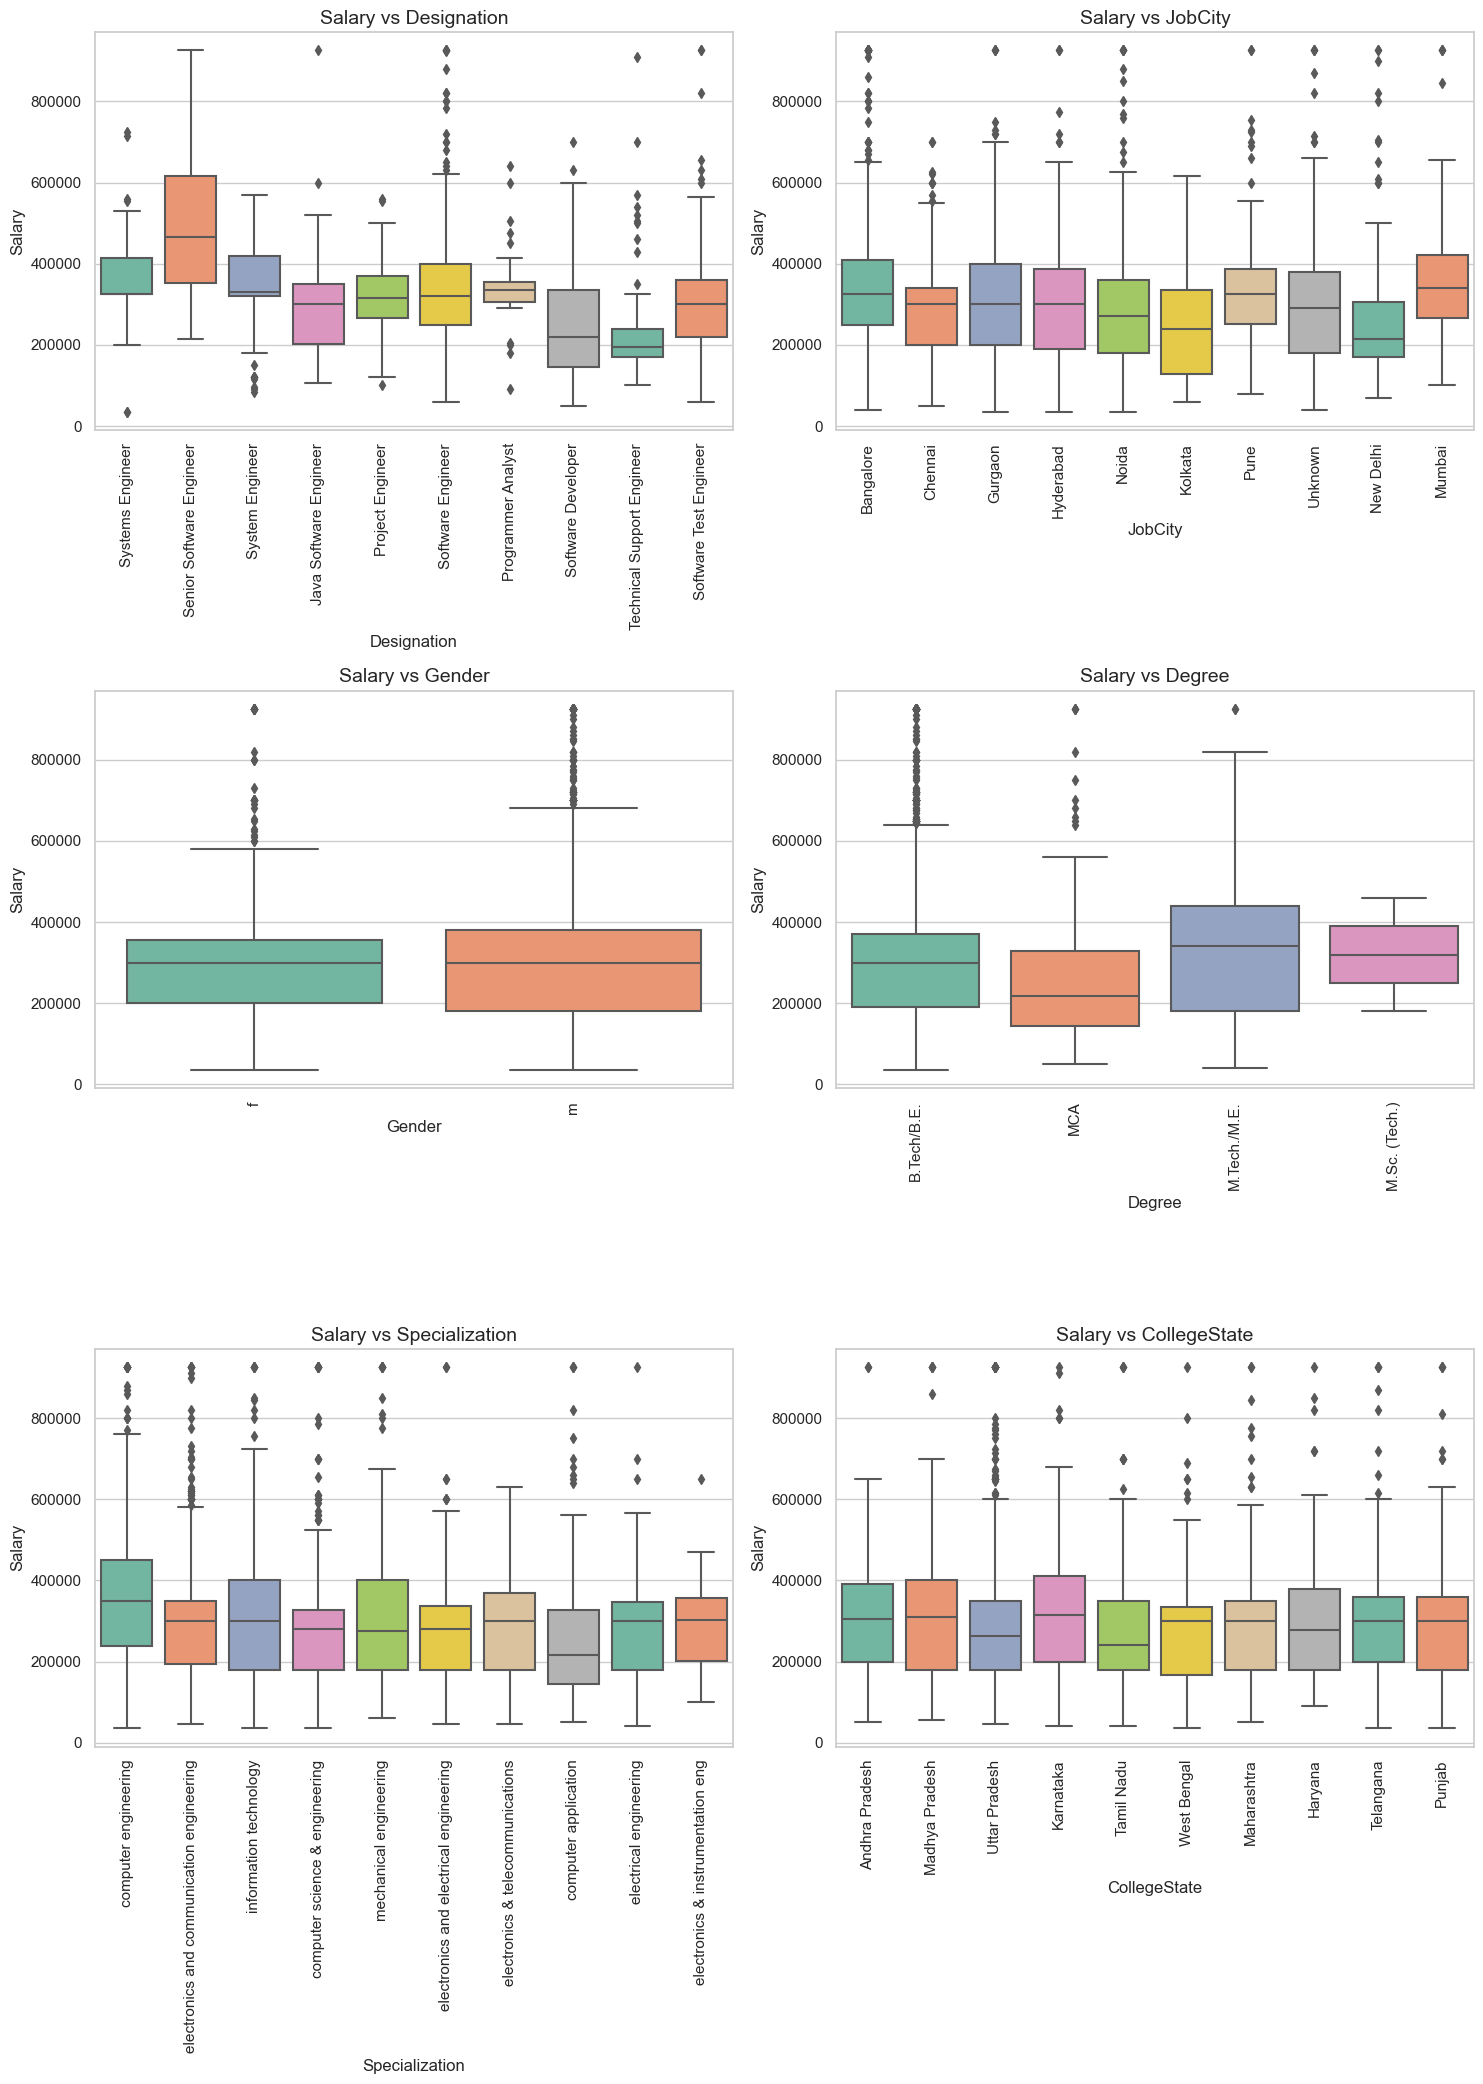 Salary vs Designation
Salary
800000
600000
400000
200000
0
Systems Engineer
Senior Software Engineer
System Engineer
Java Software Engineer
Project Engineer
Software Engineer
Programmer Analyst
Software Developer
Technical Support Engineer
Software Test Engineer
Designation
Salary vs JobCity
Salary
800000
600000
400000
200000
0
Bangalore
Chennai
Gurgaon
Hyderabad
Noida
Kolkata
Pune
Unknown
New Delhi
Mumbai
JobCity
Salary vs Gender
Salary
800000
600000
400000
200000
0
f
m
Gender
Salary vs Degree
Salary
800000
600000
400000
200000
0
B.Tech/B.E.
MCA
M.Tech./M.E.
M.Sc. (Tech.)
Degree
Salary vs Specialization
Salary
800000
600000
400000
200000
0
computer engineering
electronics and communication engineering
information technology
computer science & engineering
mechanical engineering
electronics and electrical engineering
electronics & telecommunications
computer application
electrical engineering
electronics & instrumentation eng
Specialization
Salary vs CollegeState
Salary
800000
600000
400000
200000
0
Andhra Pradesh
Madhya Pradesh
Uttar Pradesh
Karnataka
Tamil Nadu
West Bengal
Maharashtra
Haryana
Telangana
Punjab
CollegeState